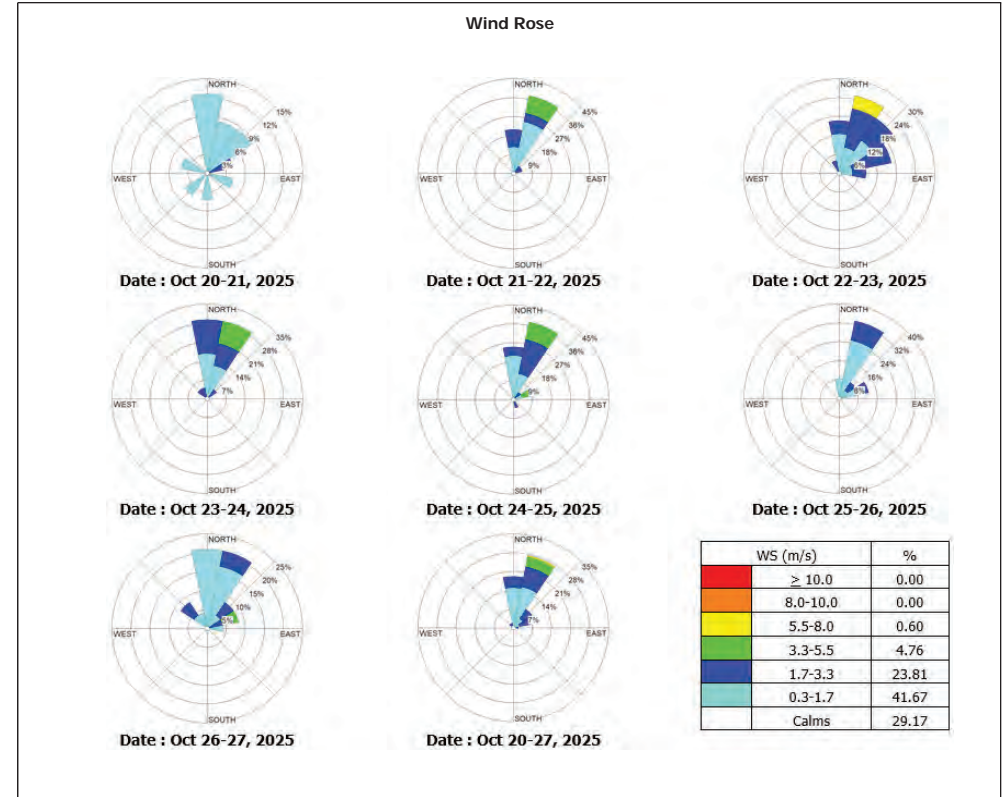 Wind Rose
NORTH
15%
12%
9%
6%
3%
WEST
EAST
SOUTH
Date : Oct 20-21, 2025
NORTH
45%
36%
27%
18%
9%
WEST
EAST
SOUTH
Date : Oct 21-22, 2025
NORTH
30%
24%
18%
12%
6%
WEST
EAST
SOUTH
Date : Oct 22-23, 2025
NORTH
35%
28%
21%
14%
7%
WEST
EAST
SOUTH
Date : Oct 23-24, 2025
NORTH
45%
36%
27%
18%
9%
WEST
EAST
SOUTH
Date : Oct 24-25, 2025
NORTH
40%
32%
24%
16%
8%
WEST
EAST
SOUTH
Date : Oct 25-26, 2025
NORTH
25%
20%
15%
10%
5%
WEST
EAST
SOUTH
Date : Oct 26-27, 2025
NORTH
35%
28%
21%
14%
7%
WEST
EAST
SOUTH
Date : Oct 20-27, 2025
WS (m/s) %
≥ 10.0 0.00
8.0-10.0 0.00
5.5-8.0 0.60
3.3-5.5 4.76
1.7-3.3 23.81
0.3-1.7 41.67
Calms 29.17